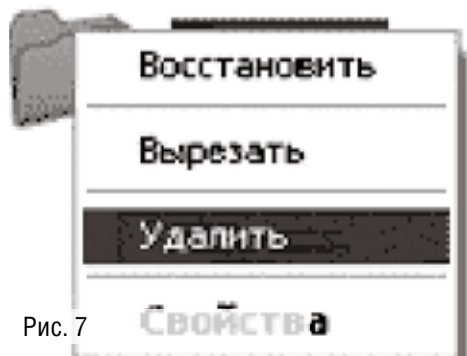 Восстановить
Вырезать
Удалить
Свойства
Рис. 7